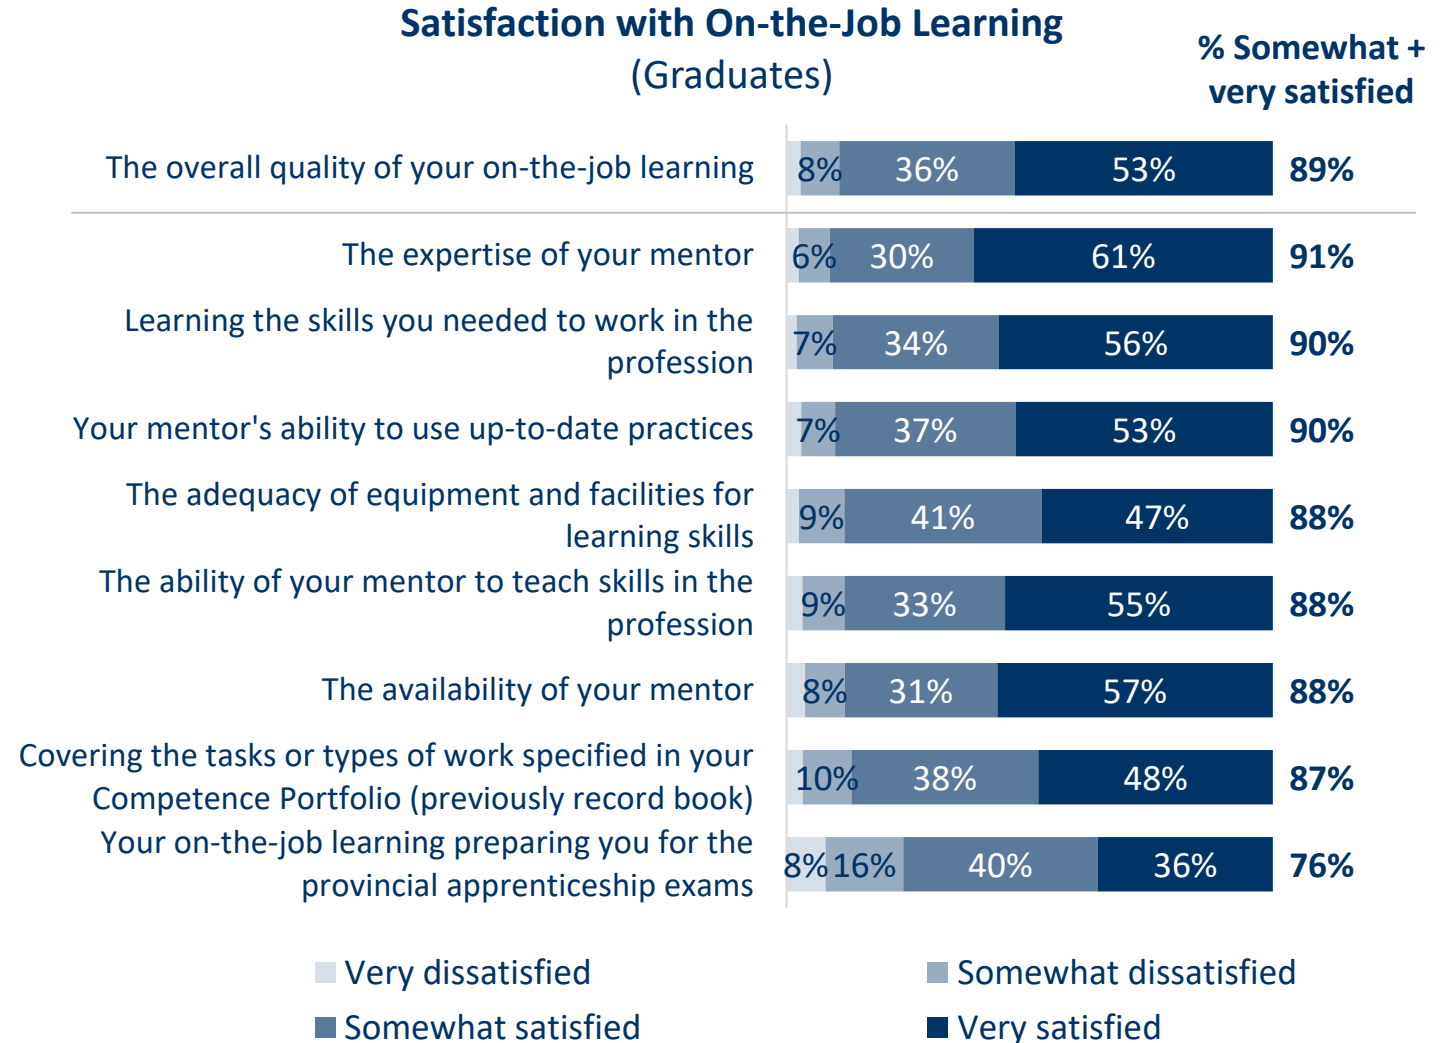 Satisfaction with On-the-Job Learning
(Graduates)
% Somewhat +
very satisfied
The overall quality of your on-the-job learning 8% 36% 53% 89%
The expertise of your mentor 6% 30% 61% 91%
Learning the skills you needed to work in the
profession 7% 34% 56% 90%
Your mentor's ability to use up-to-date practices 7% 37% 53% 90%
The adequacy of equipment and facilities for
learning skills 9% 41% 47% 88%
The ability of your mentor to teach skills in the
profession 9% 33% 55% 88%
The availability of your mentor 8% 31% 57% 88%
Covering the tasks or types of work specified in your
Competence Portfolio (previously record book) 10% 38% 48% 87%
Your on-the-job learning preparing you for the
provincial apprenticeship exams 8% 16% 40% 36% 76%
Very dissatisfied Somewhat dissatisfied
Somewhat satisfied Very satisfied